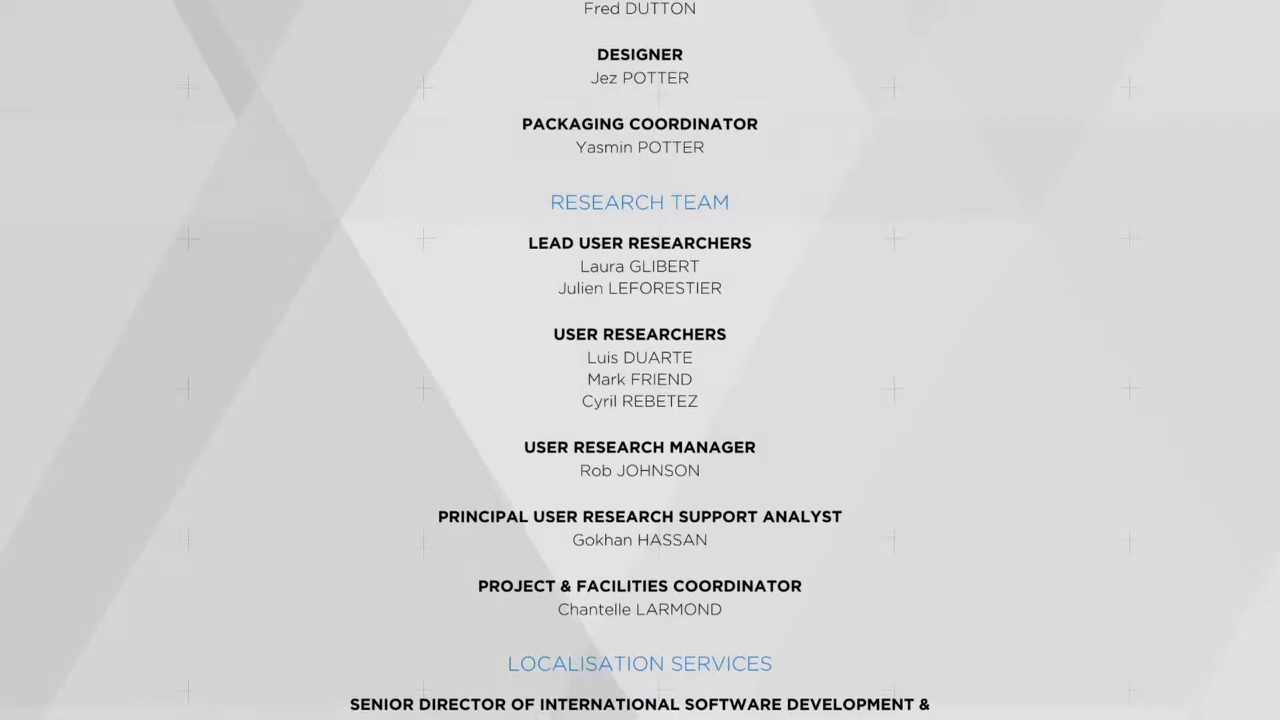 Fred DUTTON
DESIGNER
Jez POTTER
PACKAGING COORDINATOR
Yasmin POTTER
RESEARCH TEAM
LEAD USER RESEARCHERS
Laura GLIBERT
Julien LEFORESTIER
USER RESEARCHERS
Luis DUARTE
Mark FRIEND
Cyril REBETEZ
USER RESEARCH MANAGER
Rob JOHNSON
PRINCIPAL USER RESEARCH SUPPORT ANALYST
Gokhan HASSAN
PROJECT & FACILITIES COORDINATOR
Chantelle LARMOND
LOCALISATION SERVICES
SENIOR DIRECTOR OF INTERNATIONAL SOFTWARE DEVELOPMENT &